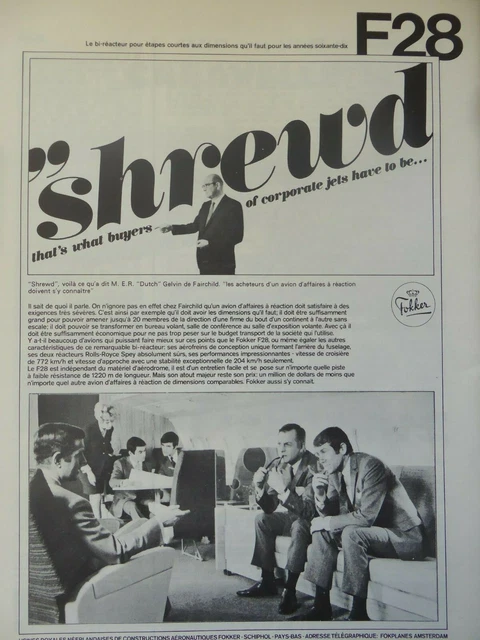 F28
Le bi-réacteur pour étapes courtes aux dimensions qu'il faut pour les années soixante-dix
"shrewd
that's what buyers of corporate jets have to be...
"Shrewd", voilà ce qu'a dit M. E.R. "Dutch" Gelvin de Fairchild. "les acheteurs d'un avion d'affaires à réaction
doivent s'y connaître"
Il sait de quoi il parle. On n'ignore pas en effet chez Fairchild qu'un avion d'affaires à réaction doit satisfaire à des
exigences très sévères. C'est ainsi par exemple qu'il doit avoir les dimensions qu'il faut; il doit être suffisamment
grand pour pouvoir amener jusqu'à 20 membres de la direction d'une firme du bout d'un continent à l'autre sans
escale; il doit pouvoir se transformer en bureau volant, salle de conférence au salle d'exposition volante. Avec çà il
doit être suffisamment économique pour ne pas trop peser sur le budget transport de la société qui l'utilise.
Y a-t-il beaucoup d'avions qui puissent faire mieux sur ces points que le Fokker F28, ou même égaler les autres
caractéristiques de ce remarquable bi-réacteur: ses aérofreins de conception unique formant l'arrière du fuselage,
ses deux réacteurs Rolls-Royce Spey absolument sûrs, ses performances impressionnantes - vitesse de croisière
de 772 km/h et vitesse d'approche avec une stabilité exceptionnelle de 204 km/h seulement.
Le F28 est indépendant du matériel d'aérodrome, il est d'un entretien facile et se pose sur n'importe quelle piste
à faible résistance de 1220 m de longueur. Mais son atout majeur reste son prix: un million de dollars de moins que
n'importe quel autre avion d'affaires à réaction de dimensions comparables. Fokker aussi s'y connaît.
Fokker
ROYALES NÉERLANDAISES DE CONSTRUCTIONS AERONAUTIQUES FOKKER - SCHIPHOL - PAYS-BAS - ADRESSE TÉLÉGRAPHIQUE: FOKPLANES AMSTERDAM